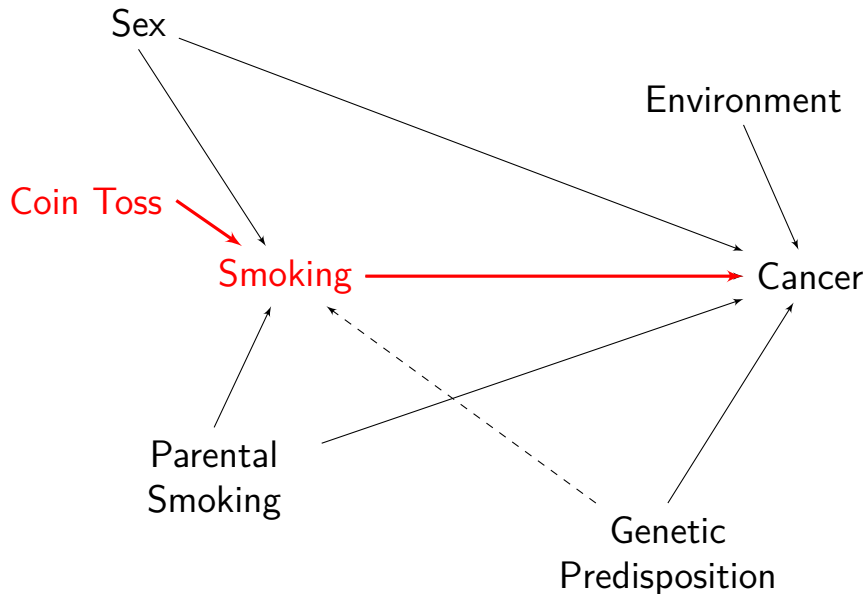 Sex
Environment
Coin Toss
Smoking
Cancer
Parental
Smoking
Genetic
Predisposition